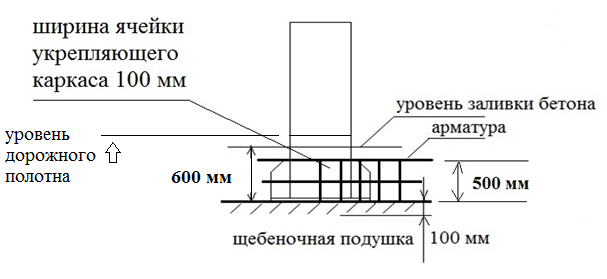 ширина ячейки
укрепляющего
каркаса 100 мм
уровень заливки бетона
арматура
уровень
дорожного
полотна
600 мм
500 мм
щебеночная подушка
100 мм